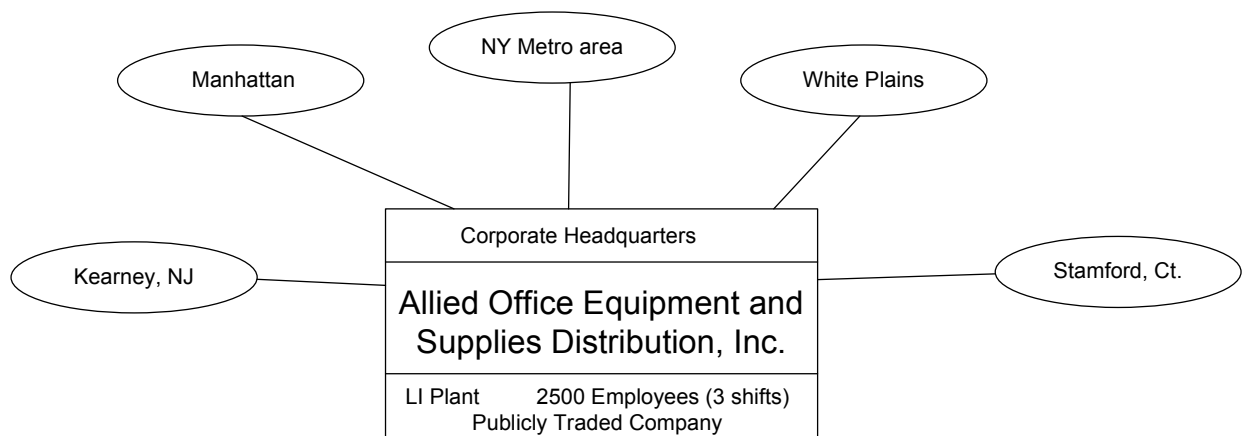 NY Metro area
Manhattan
White Plains
Corporate Headquarters
Kearney, NJ
Stamford, Ct.
Allied Office Equipment and
Supplies Distribution, Inc.
LI Plant 2500 Employees (3 shifts)
Publicly Traded Company